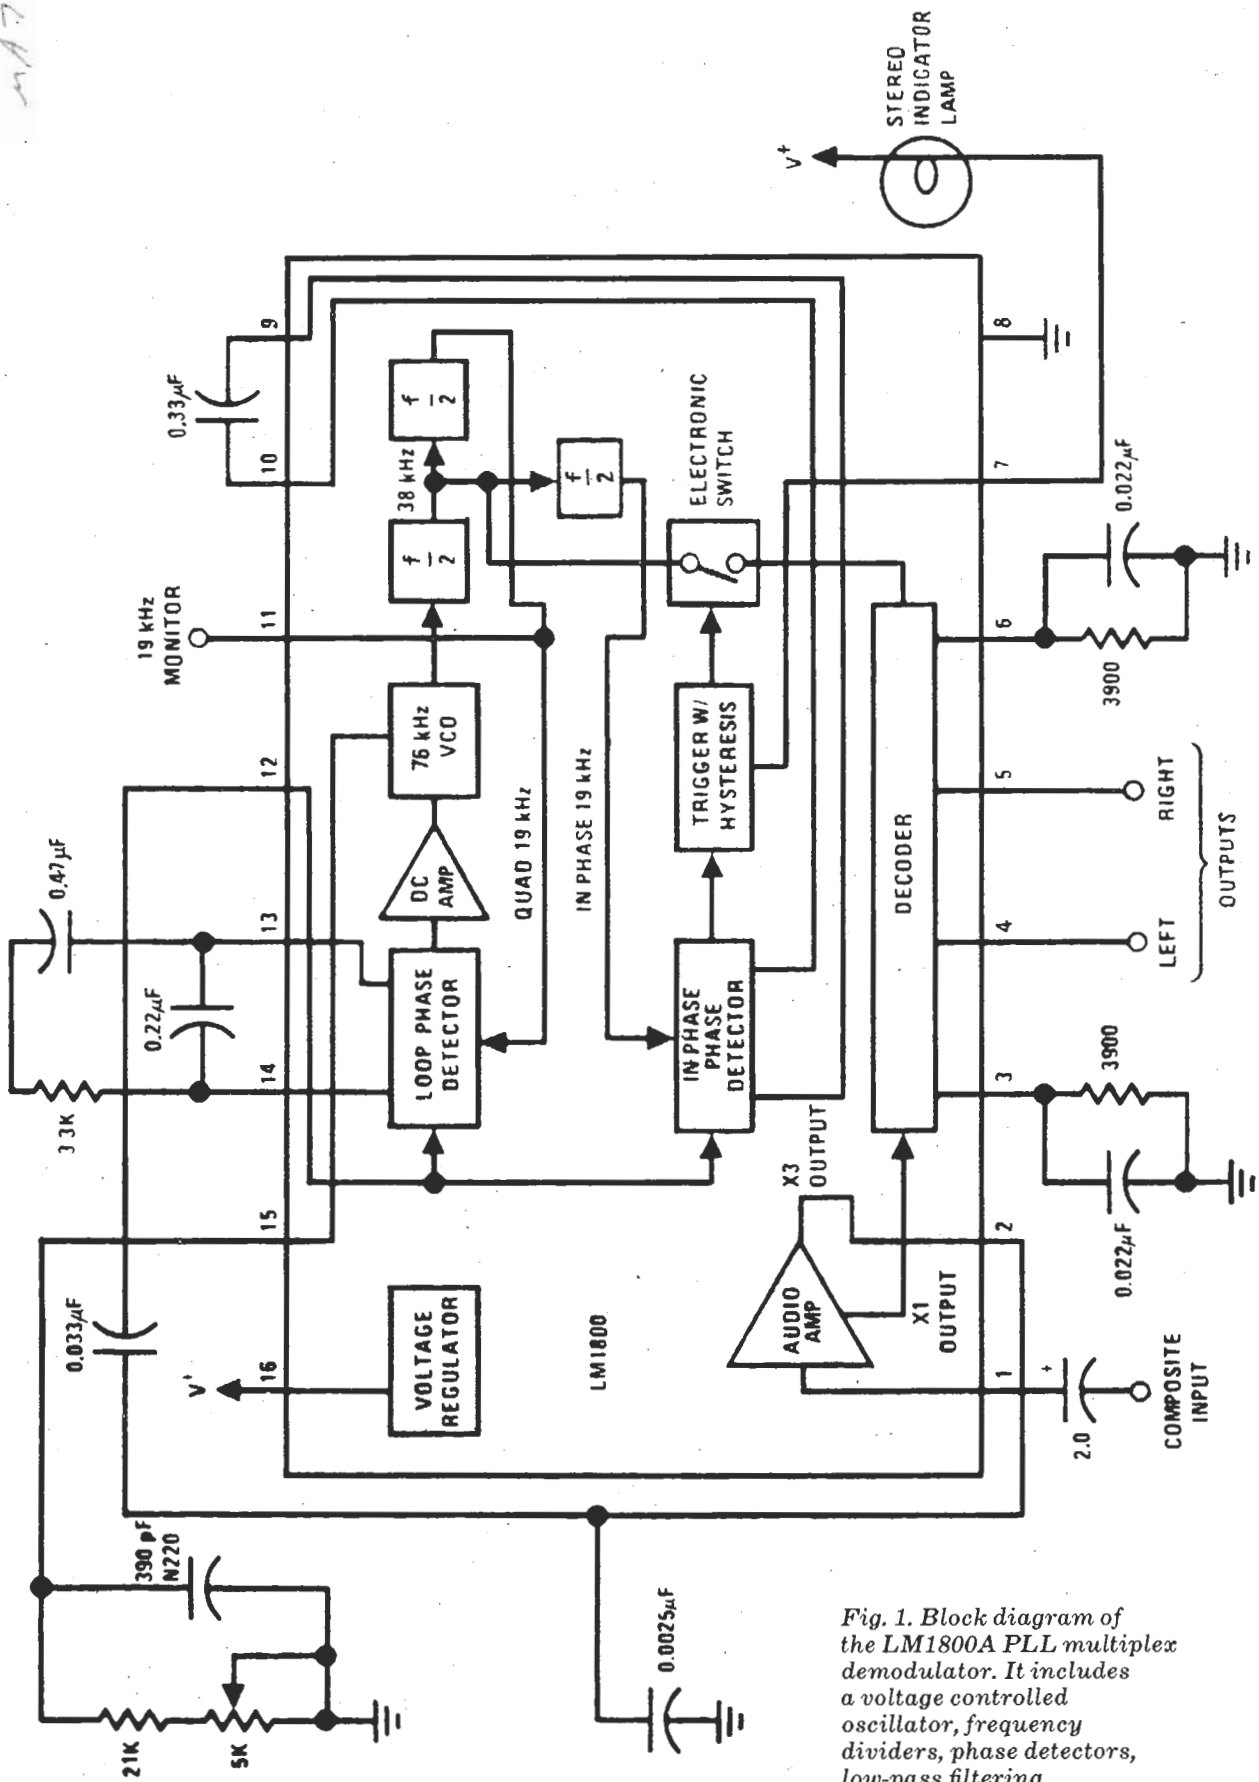 STEREO
INDICATOR
LAMP
V+
9
0.33µF
10
8
f
2
f
2
38 kHz
f
2
ELECTRONIC
SWITCH
7
0.022µF
19 kHz
MONITOR
11
6
3900
12
76 kHz
VCO
TRIGGER W/
HYSTERESIS
5
RIGHT
0.47µF
13
DC
AMP
QUAD 19 kHz
IN PHASE 19 kHz
DECODER
4
LEFT
OUTPUTS
0.22µF
14
3 3K
LOOP PHASE
DETECTOR
IN PHASE
PHASE
DETECTOR
3
3900
0.022µF
15
X3
OUTPUT
2
0.033µF
V+
16
VOLTAGE
REGULATOR
LM1800
AUDIO
AMP
X1
OUTPUT
1
+
2.0
COMPOSITE
INPUT
390 pF
N220
21K
5K
0.0025µF
Fig. 1. Block diagram of
the LM1800A PLL multiplex
demodulator. It includes
a voltage controlled
oscillator, frequency
dividers, phase detectors,
low-pass filtering